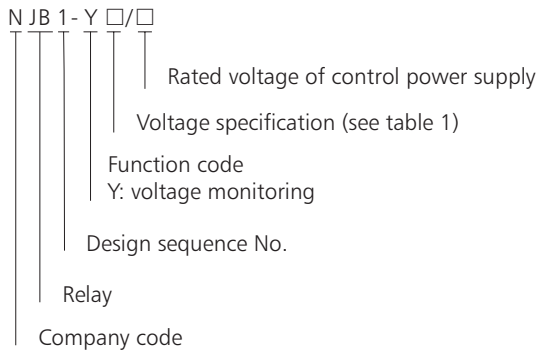 N JB 1 - Y □/□
Rated voltage of control power supply
Voltage specification (see table 1)
Function code
Y: voltage monitoring
Design sequence No.
Relay
Company code